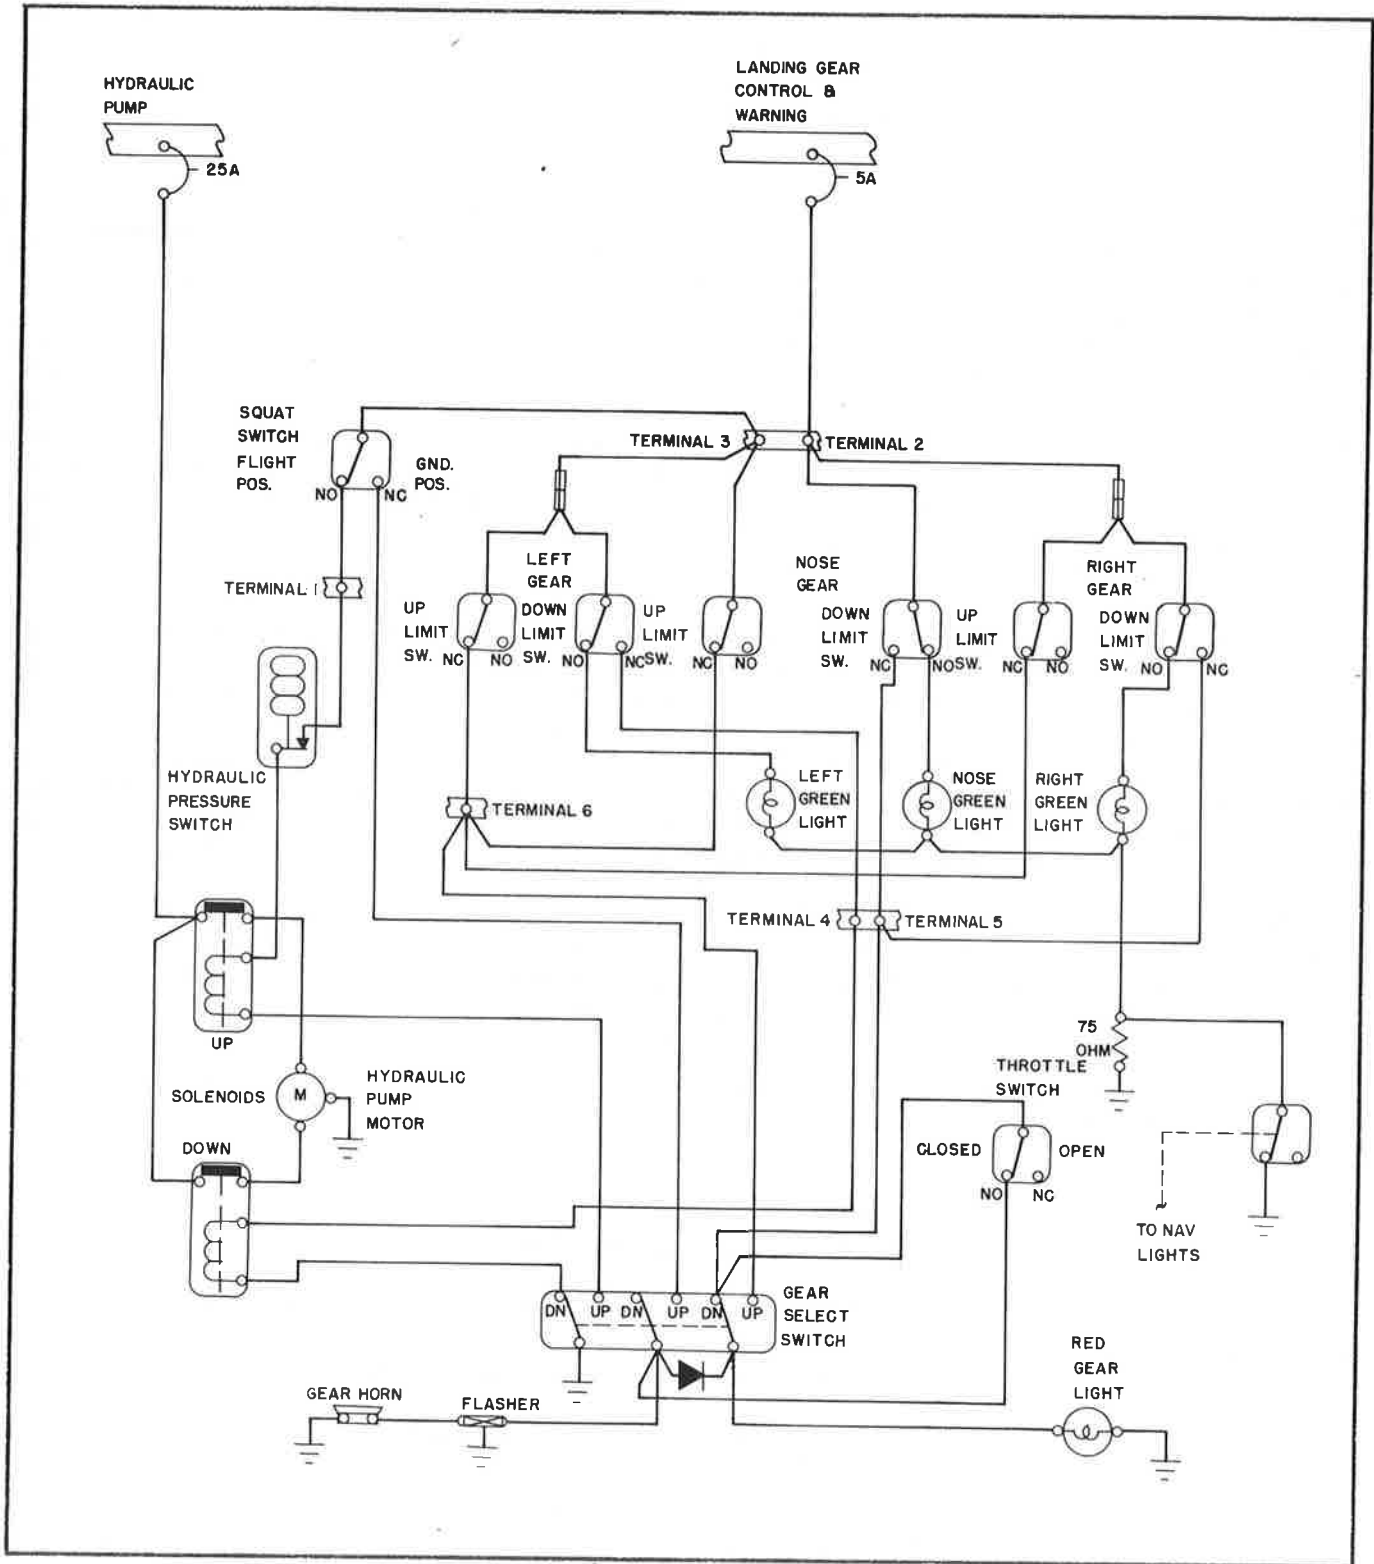 HYDRAULIC
PUMP
25A
LANDING GEAR
CONTROL &
WARNING
5A
SQUAT
SWITCH
FLIGHT
POS.
GND.
POS.
NO
NC
TERMINAL 3
TERMINAL 2
TERMINAL 1
LEFT
GEAR
NOSE
GEAR
RIGHT
GEAR
UP
LIMIT
SW.
NC
NO
DOWN
LIMIT
SW.
NO
NC
UP
LIMIT
SW.
NC
NO
DOWN
LIMIT
SW.
NC
NO
UP
LIMIT
SW.
NC
NO
DOWN
LIMIT
SW.
NO
NC
HYDRAULIC
PRESSURE
SWITCH
TERMINAL 6
LEFT
GREEN
LIGHT
NOSE
GREEN
LIGHT
RIGHT
GREEN
LIGHT
TERMINAL 4
TERMINAL 5
UP
SOLENOIDS
M
HYDRAULIC
PUMP
MOTOR
DOWN
75
OHM
THROTTLE
SWITCH
CLOSED
OPEN
NO
NC
TO NAV
LIGHTS
DN
UP
DN
UP
DN
UP
GEAR
SELECT
SWITCH
GEAR HORN
FLASHER
RED
GEAR
LIGHT